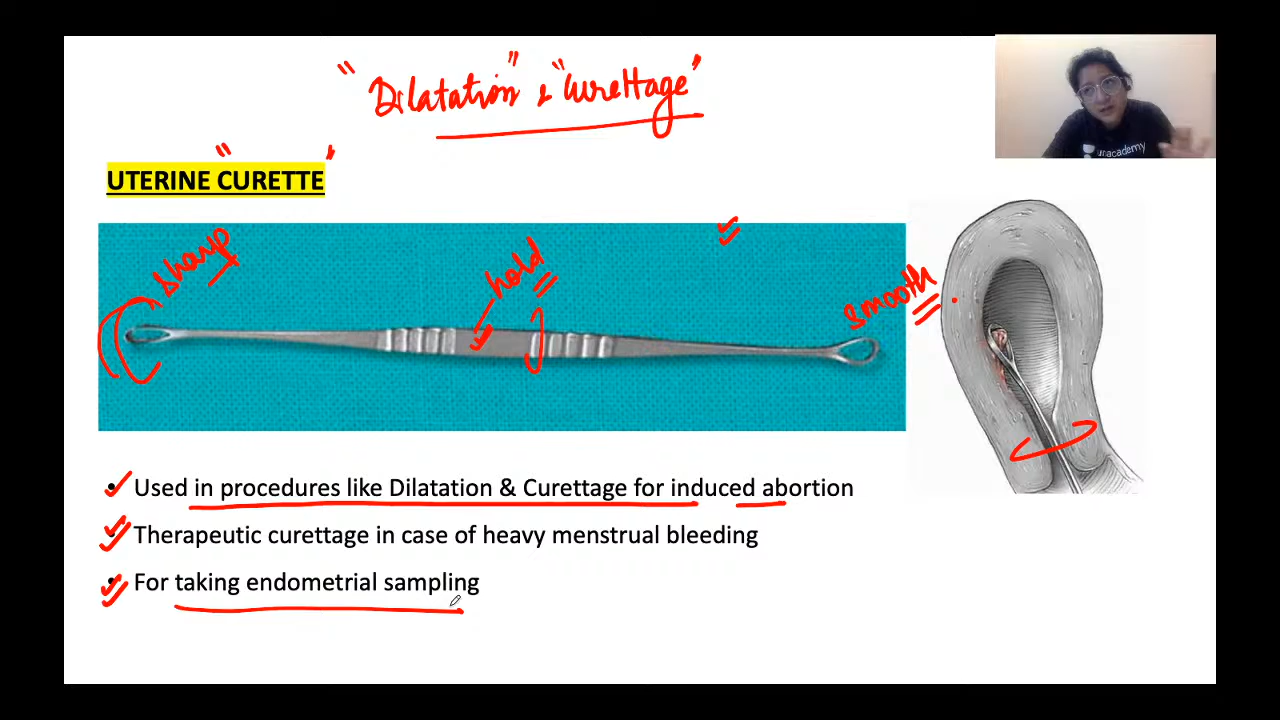 "Dilatation" & "Curettage"
unacademy
UTERINE "CURETTE"
sharp
hold
smooth
Used in procedures like Dilatation & Curettage for induced abortion
Therapeutic curettage in case of heavy menstrual bleeding
For taking endometrial sampling